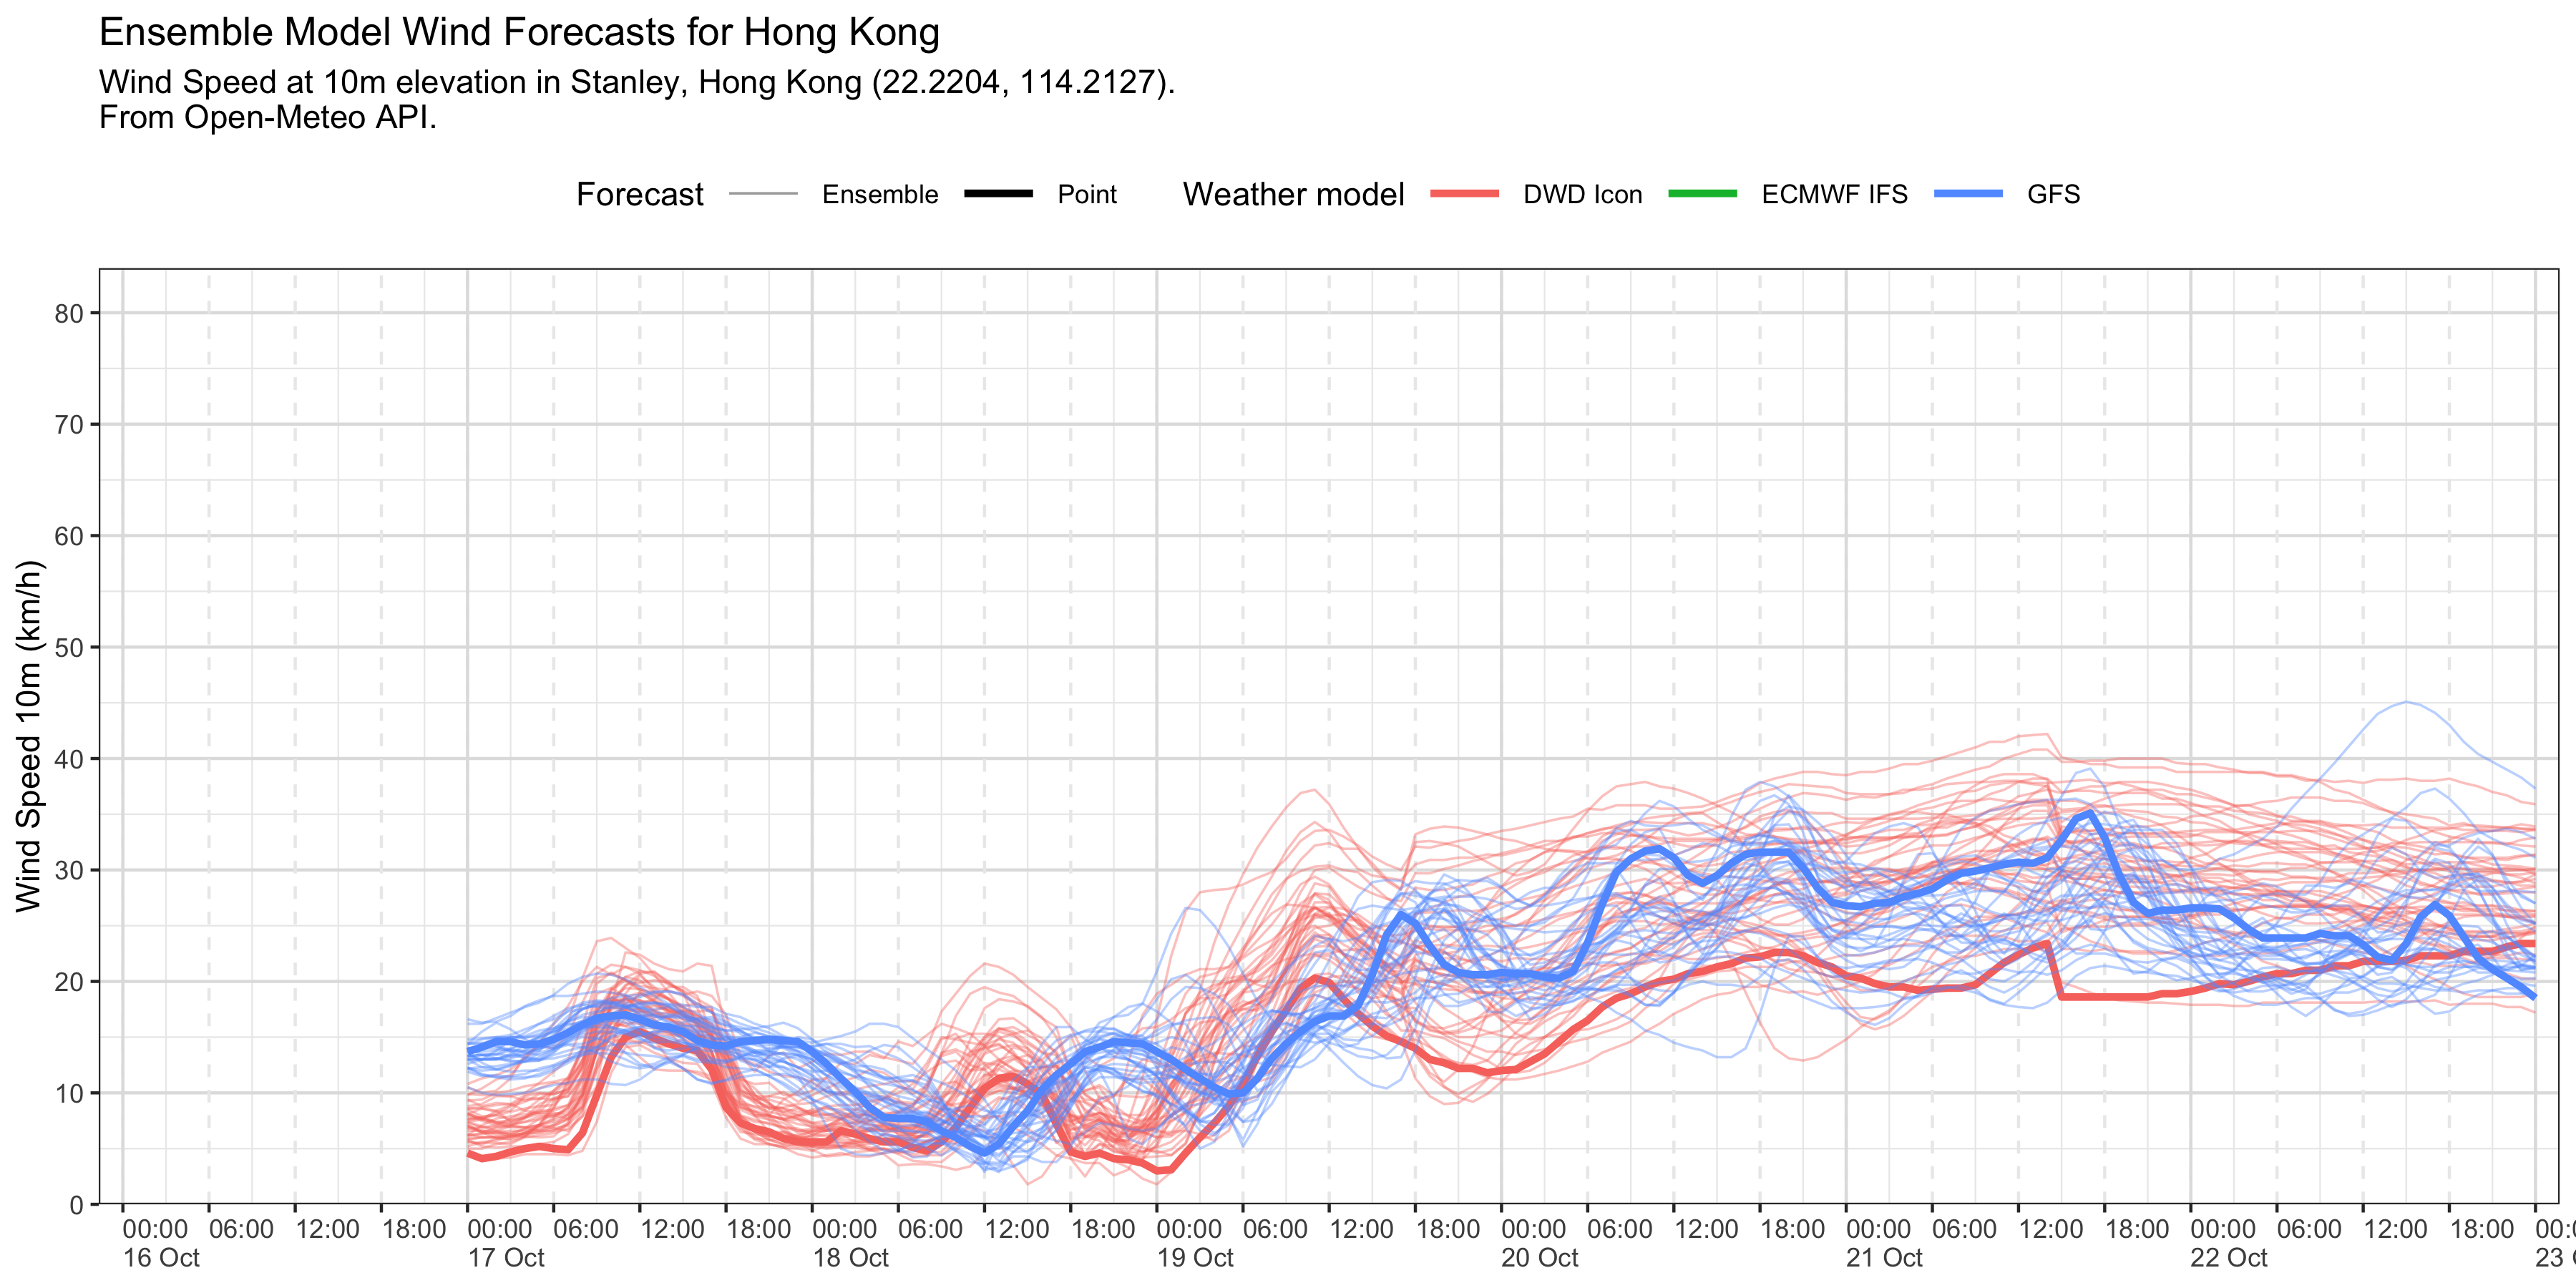 Ensemble Model Wind Forecasts for Hong Kong
Wind Speed at 10m elevation in Stanley, Hong Kong (22.2204, 114.2127).
From Open-Meteo API.
Forecast Ensemble Point Weather model DWD Icon ECMWF IFS GFS
Wind Speed 10m (km/h)
80
70
60
50
40
30
20
10
0
00:00 06:00 12:00 18:00 00:00 06:00 12:00 18:00 00:00 06:00 12:00 18:00 00:00 06:00 12:00 18:00 00:00 06:00 12:00 18:00 00:00 06:00 12:00 18:00 00:00 06:00 12:00 18:00
16 Oct 17 Oct 18 Oct 19 Oct 20 Oct 21 Oct 22 Oct 23